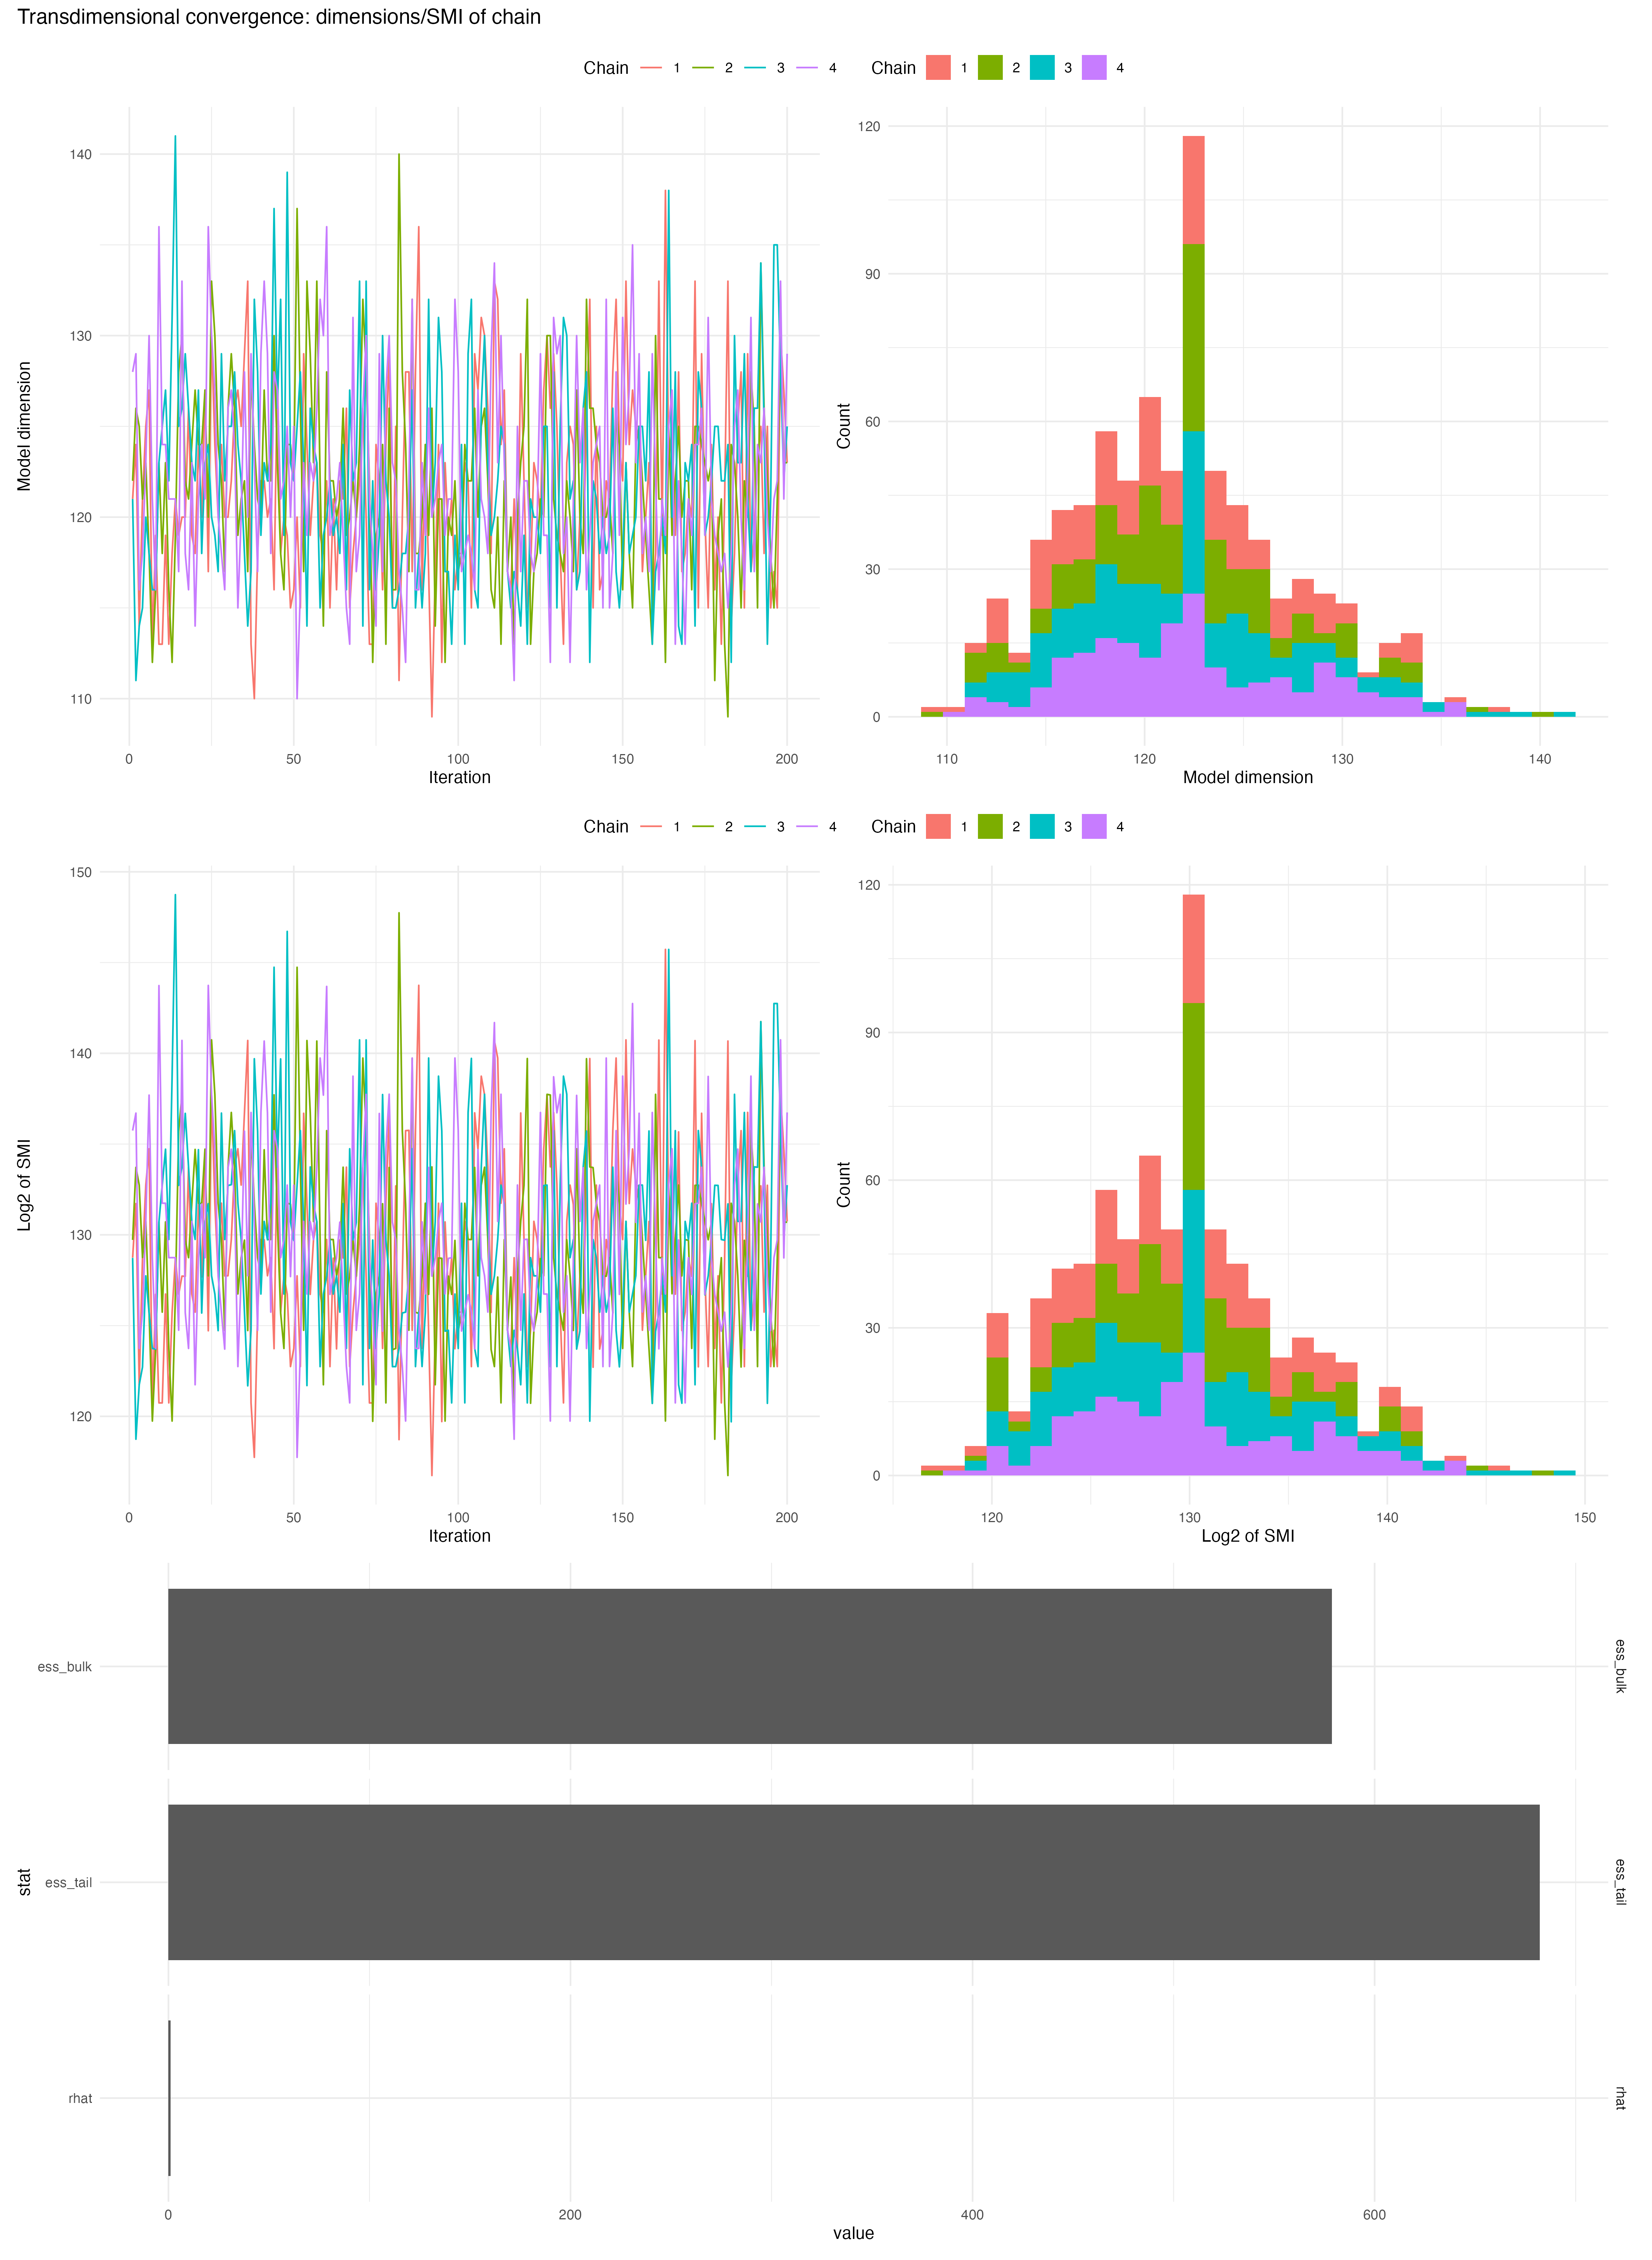 Transdimensional convergence: dimensions/SMI of chain
Chain 1 2 3 4 Chain 1 2 3 4
Model dimension
140
130
120
110
0 50 100 150 200
Iteration
Count
120
90
60
30
0
110 120 130 140
Model dimension
Chain 1 2 3 4 Chain 1 2 3 4
Log2 of SMI
150
140
130
120
0 50 100 150 200
Iteration
Count
120
90
60
30
0
120 130 140 150
Log2 of SMI
stat
ess_bulk
ess_bulk
ess_tail
ess_tail
rhat
rhat
0 200 400 600
value